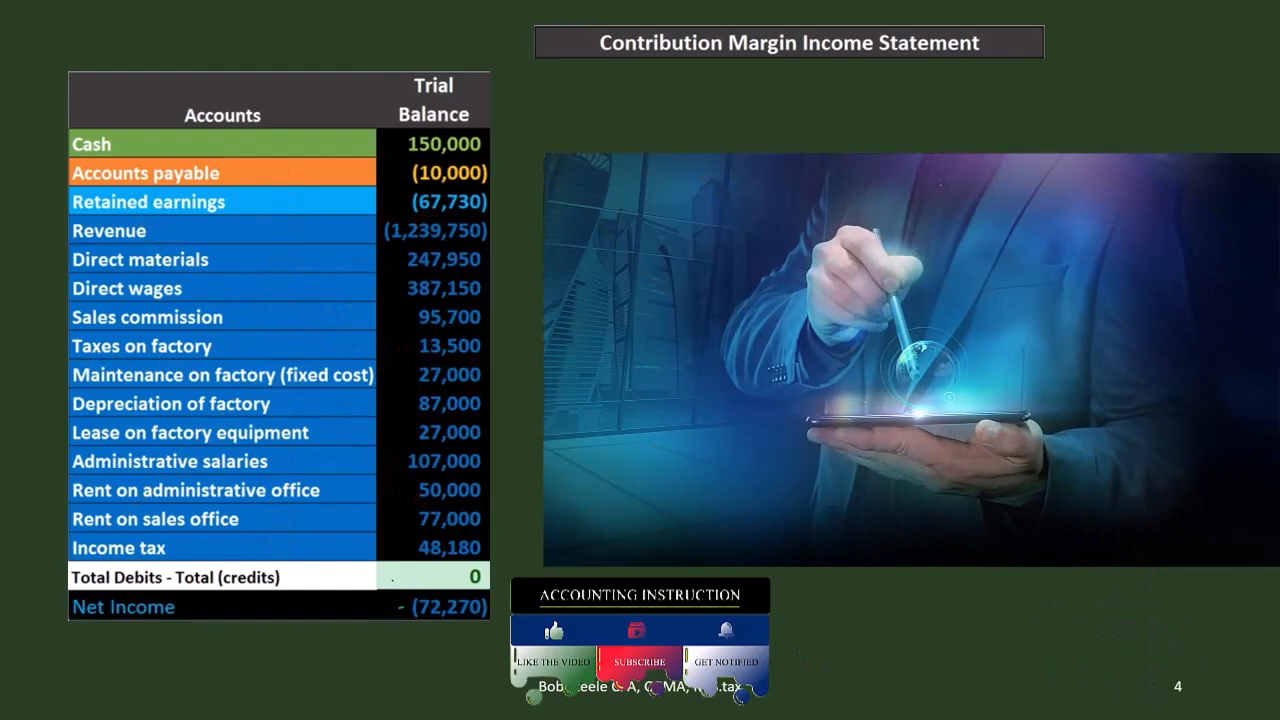 Contribution Margin Income Statement
Accounts Trial Balance
Cash 150,000
Accounts payable (10,000)
Retained earnings (67,730)
Revenue (1,239,750)
Direct materials 247,950
Direct wages 387,150
Sales commission 95,700
Taxes on factory 13,500
Maintenance on factory (fixed cost) 27,000
Depreciation of factory 87,000
Lease on factory equipment 27,000
Administrative salaries 107,000
Rent on administrative office 50,000
Rent on sales office 77,000
Income tax 48,180
Total Debits - Total (credits) 0
Net Income - (72,270)
ACCOUNTING INSTRUCTION
LIKE THE VIDEO SUBSCRIBE GET NOTIFIED
4